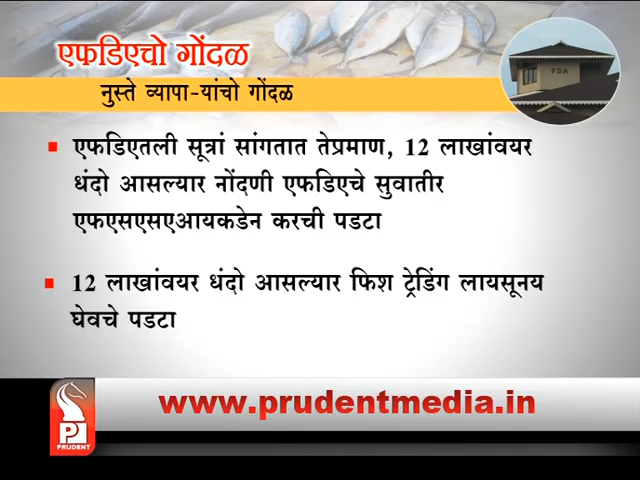 एफडिएचो गोंदळ
नुस्ते व्यापा-यांचो गोंदळ
FDA
एफडिएतली सूत्रां सांगतात तेप्रमाण, 12 लाखांवयर
धंदो आसल्यार नोंदणी एफडिएचे सुवातीर
एफएसएसएआयकडेन करची पडटा
12 लाखांवयर धंदो आसल्यार फिश ट्रेडिंग लायसूनय
घेवचे पडटा
www.prudentmedia.in
PRUDENT